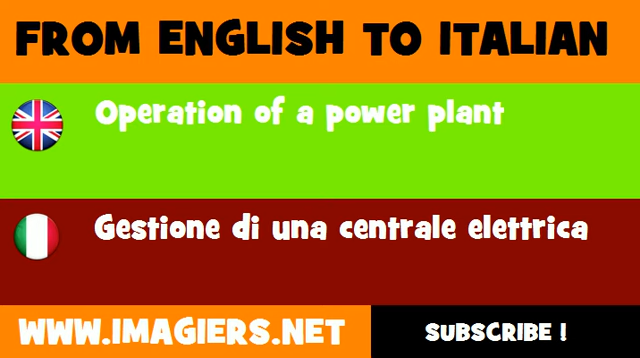 FROM ENGLISH TO ITALIAN
Operation of a power plant
Gestione di una centrale elettrica
WWW.IMAGIERS.NET
SUBSCRIBE !